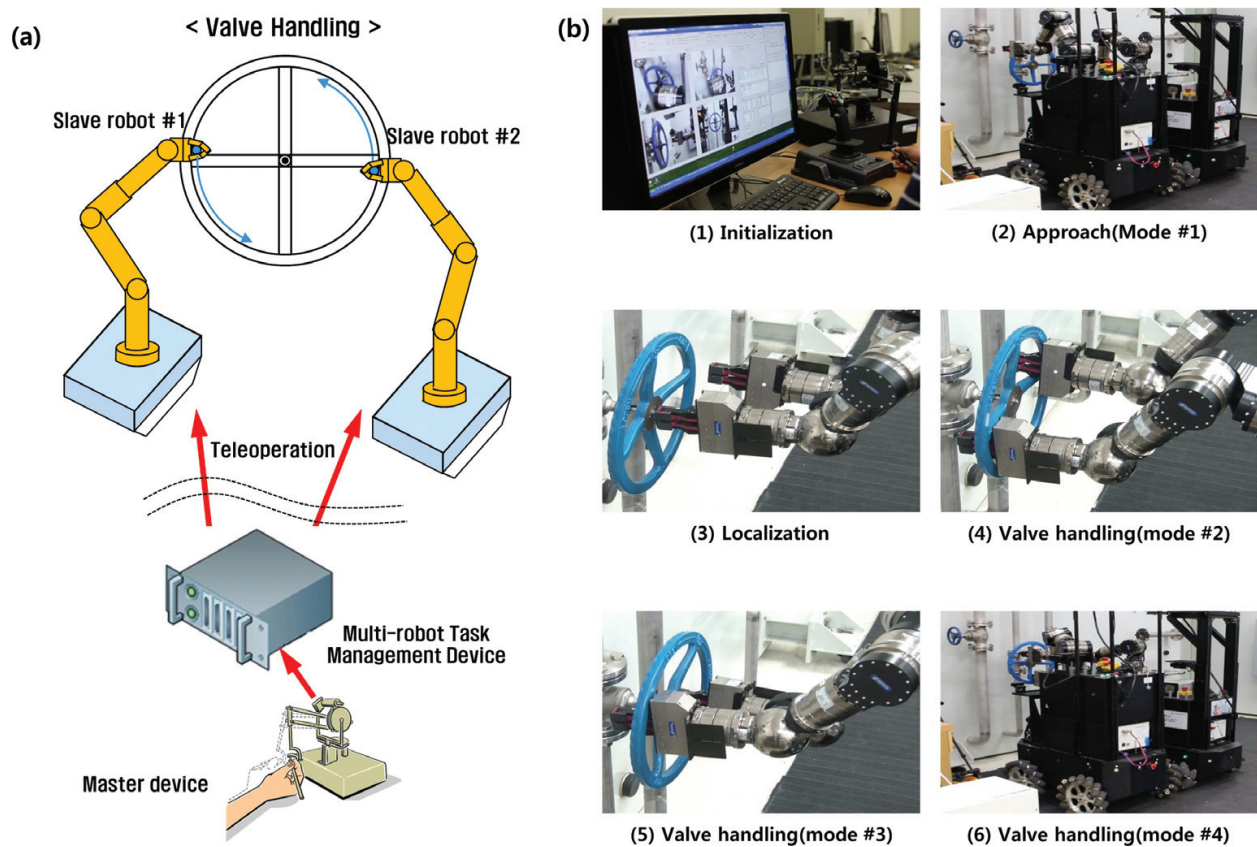 (a)
< Valve Handling >
Slave robot #1
Slave robot #2
Teleoperation
Multi-robot Task
Management Device
Master device
(b)
(1) Initialization
(2) Approach(Mode #1)
(3) Localization
(4) Valve handling(mode #2)
(5) Valve handling(mode #3)
(6) Valve handling(mode #4)